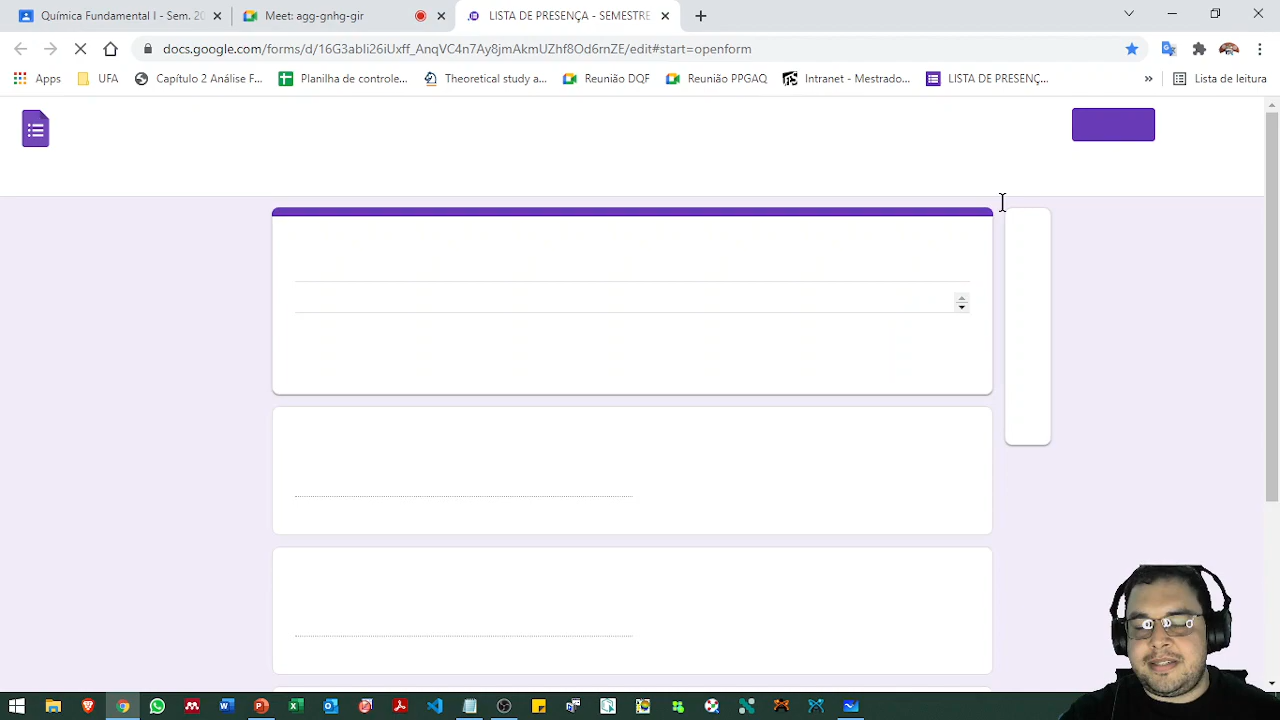 Química Fundamental I - Sem. 20
Meet: agg-gnhg-gir
LISTA DE PRESENÇA - SEMESTRE
docs.google.com/forms/d/16G3abIi26iUxff_AnqVC4n7Ay8jmAkmUZhf8Od6rnZE/edit#start=openform
Apps
UFA
Capítulo 2 Análise F...
Planilha de controle...
Theoretical study a...
Reunião DQF
Reunião PPGAQ
Intranet - Mestrado...
LISTA DE PRESENÇ...
»
Lista de leitura